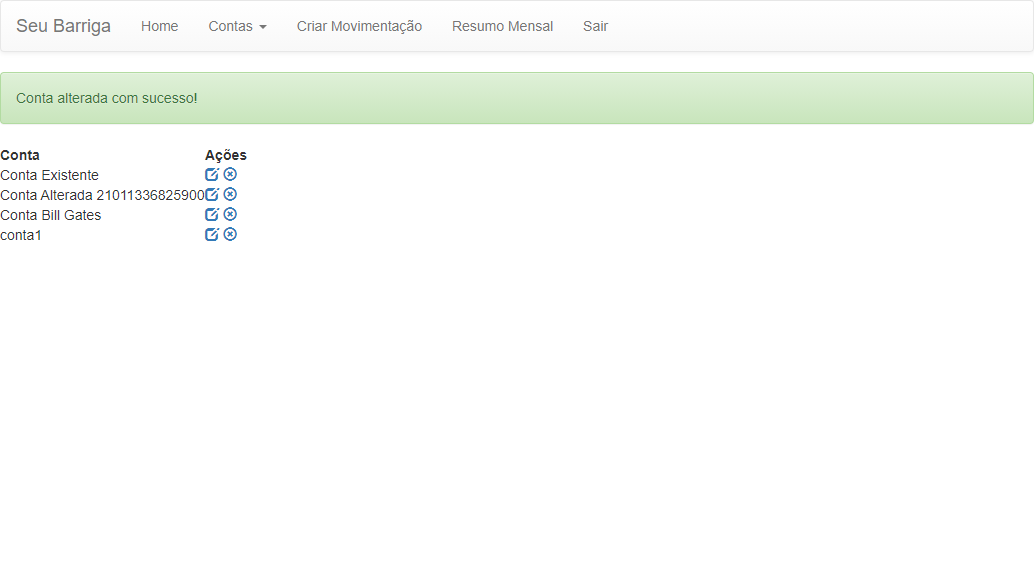 Seu Barriga Home Contas Criar Movimentação Resumo Mensal Sair
Conta alterada com sucesso!
Conta Ações
Conta Existente
Conta Alterada 21011336825900
Conta Bill Gates
conta1